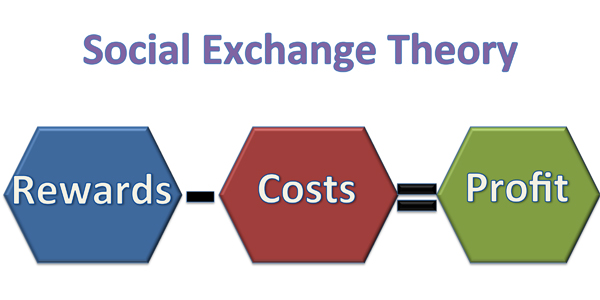 Social Exchange Theory
Rewards - Costs = Profit